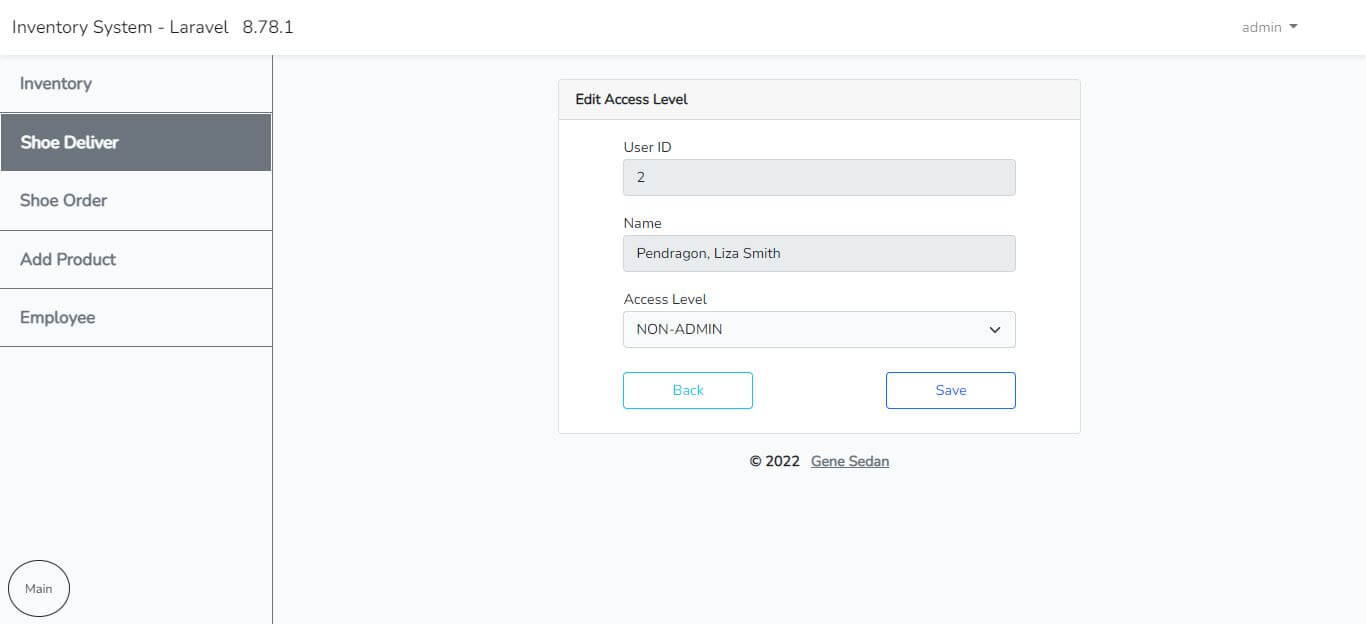 Inventory System - Laravel 8.78.1
admin
Inventory
Shoe Deliver
Shoe Order
Add Product
Employee
Main
Edit Access Level
User ID
2
Name
Pendragon, Liza Smith
Access Level
NON-ADMIN
Back Save
© 2022 Gene Sedan